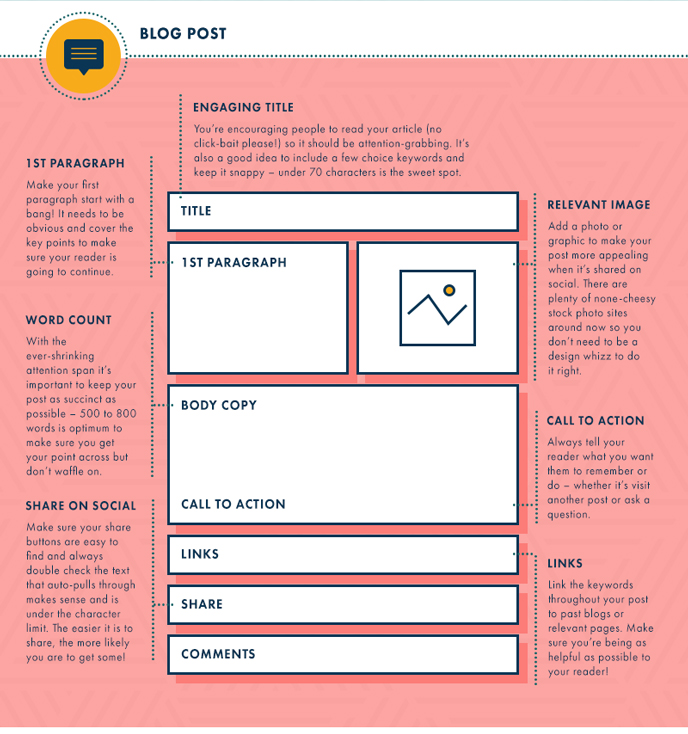 BLOG POST
ENGAGING TITLE
You're encouraging people to read your article (no
click-bait please!) so it should be attention-grabbing. It's
also a good idea to include a few choice keywords and
keep it snappy – under 70 characters is the sweet spot.
1ST PARAGRAPH
Make your first
paragraph start with a
bang! It needs to be
obvious and cover the
key points to make
sure your reader is
going to continue.
WORD COUNT
With the
ever-shrinking
attention span it's
important to keep your
post as succinct as
possible – 500 to 800
words is optimum to
make sure you get
your point across but
don't waffle on.
SHARE ON SOCIAL
Make sure your share
buttons are easy to
find and always
double check the text
that auto-pulls through
makes sense and is
under the character
limit. The easier it is to
share, the more likely
you are to get some!
TITLE
1ST PARAGRAPH
BODY COPY
CALL TO ACTION
LINKS
SHARE
COMMENTS
RELEVANT IMAGE
Add a photo or
graphic to make your
post more appealing
when it's shared on
social. There are
plenty of none-cheesy
stock photo sites
around now so you
don't need to be a
design whizz to do
it right.
CALL TO ACTION
Always tell your
reader what you want
them to remember or
do – whether it's visit
another post or ask a
question.
LINKS
Link the keywords
throughout your post
to past blogs or
relevant pages. Make
sure you're being as
helpful as possible to
your reader!